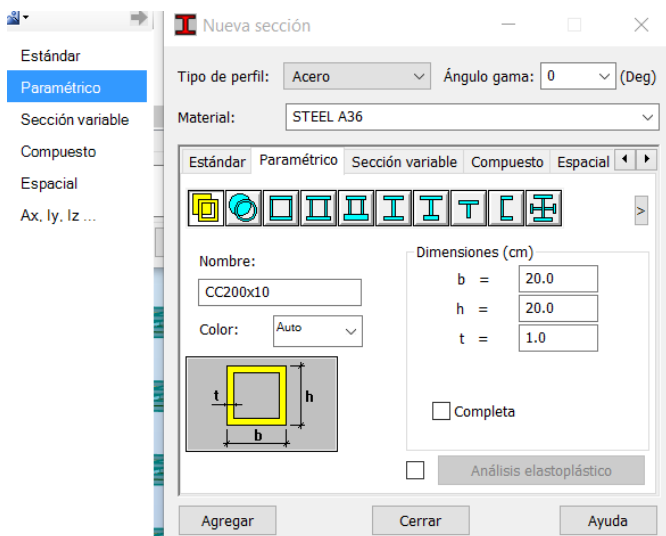 Estándar
Paramétrico
Sección variable
Compuesto
Espacial
Ax, Iy, Iz ...
Nueva sección
Tipo de perfil: Acero Ángulo gama: 0 (Deg)
Material: STEEL A36
Estándar Paramétrico Sección variable Compuesto Espacial
>
Nombre:
CC200x10
Color: Auto
Dimensiones (cm)
b = 20.0
h = 20.0
t = 1.0
t h
b
Completa
Análisis elastoplástico
Agregar Cerrar Ayuda